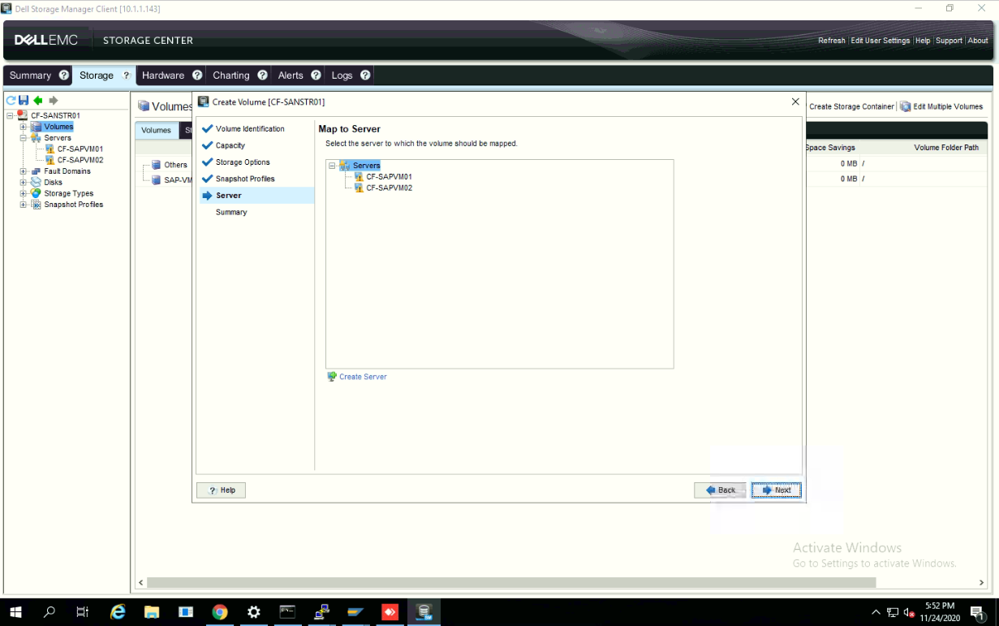 Dell Storage Manager Client [10.1.1.143]
DELLEMC STORAGE CENTER
Refresh | Edit User Settings | Help | Support | About
Summary ? Storage ? Hardware ? Charting ? Alerts ? Logs ?
CF-SANSTR01
Volumes
Servers
CF-SAPVM01
CF-SAPVM02
Fault Domains
Disks
Storage Types
Snapshot Profiles
Volumes
Create Storage Container | Edit Multiple Volumes
Volumes
Space Savings Volume Folder Path
Others 0 MB /
SAP-VM 0 MB /
Create Volume [CF-SANSTR01]
Volume Identification
Capacity
Storage Options
Snapshot Profiles
Server
Summary
Map to Server
Select the server to which the volume should be mapped.
Servers
CF-SAPVM01
CF-SAPVM02
Create Server
? Help
Back
Next
Activate Windows
Go to Settings to activate Windows.
5:52 PM
11/24/2020
1